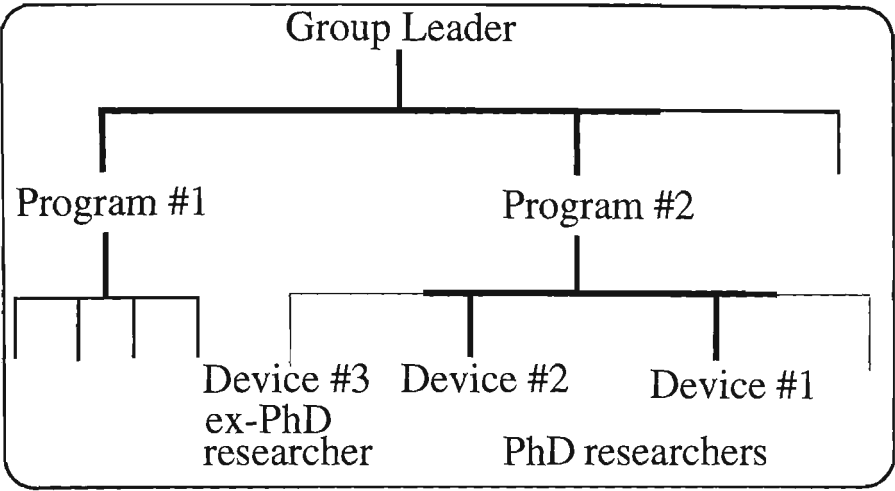 Group Leader
Program #1
Program #2
Device #3
ex-PhD
researcher
Device #2
Device #1
PhD researchers